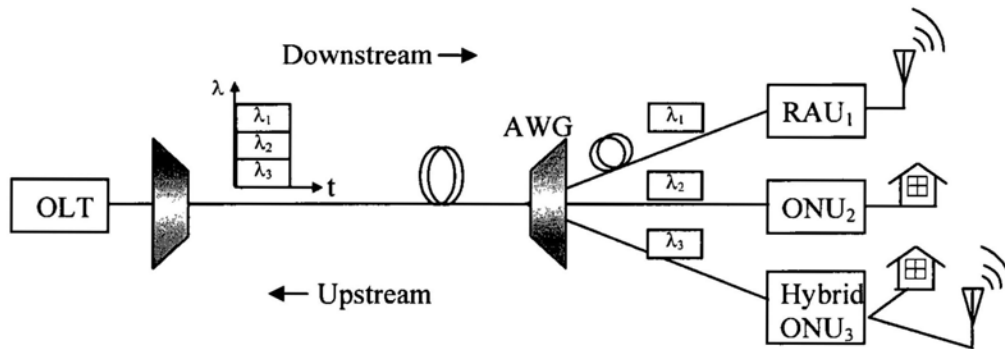 Downstream →
λ
λ₁
λ₂
λ₃
t
OLT
AWG
λ₁
λ₂
λ₃
RAU₁
ONU₂
Hybrid
ONU₃
← Upstream